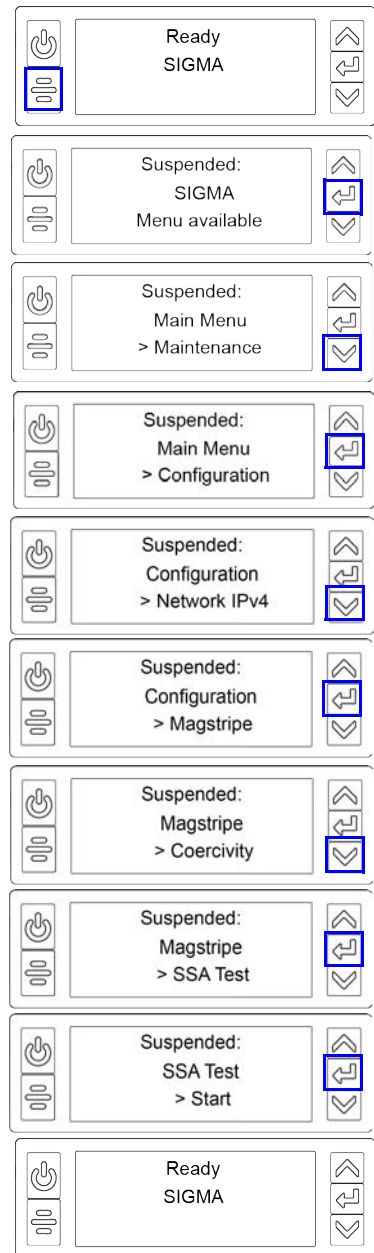 Ready
SIGMA
Suspended:
SIGMA
Menu available
Suspended:
Main Menu
> Maintenance
Suspended:
Main Menu
> Configuration
Suspended:
Configuration
> Network IPv4
Suspended:
Configuration
> Magstripe
Suspended:
Magstripe
> Coercivity
Suspended:
Magstripe
> SSA Test
Suspended:
SSA Test
> Start
Ready
SIGMA